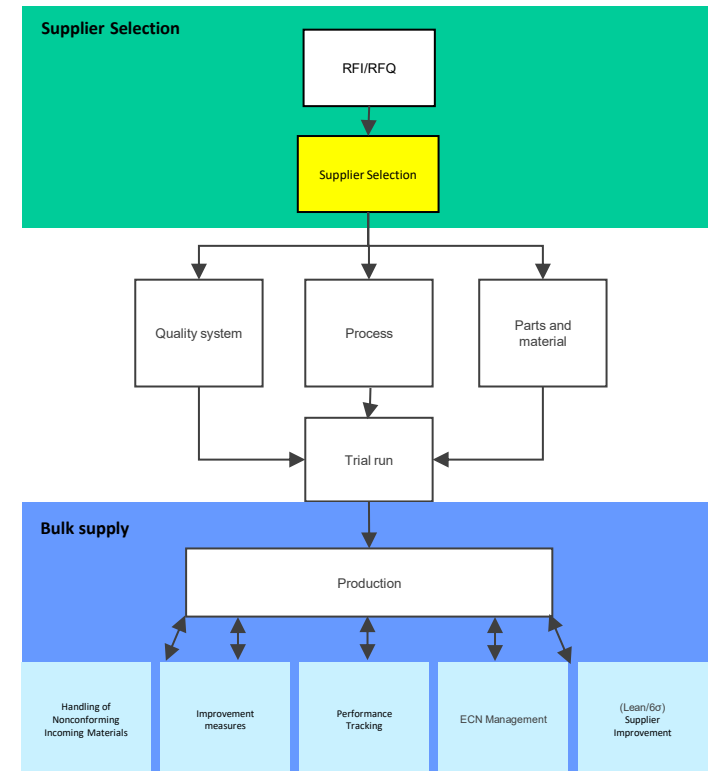 Supplier Selection
RFI/RFQ
Supplier Selection
Quality system
Process
Parts and
material
Trial run
Bulk supply
Production
Handling of
Nonconforming
Incoming Materials
Improvement
measures
Performance
Tracking
ECN Management
(Lean/6σ)
Supplier
Improvement